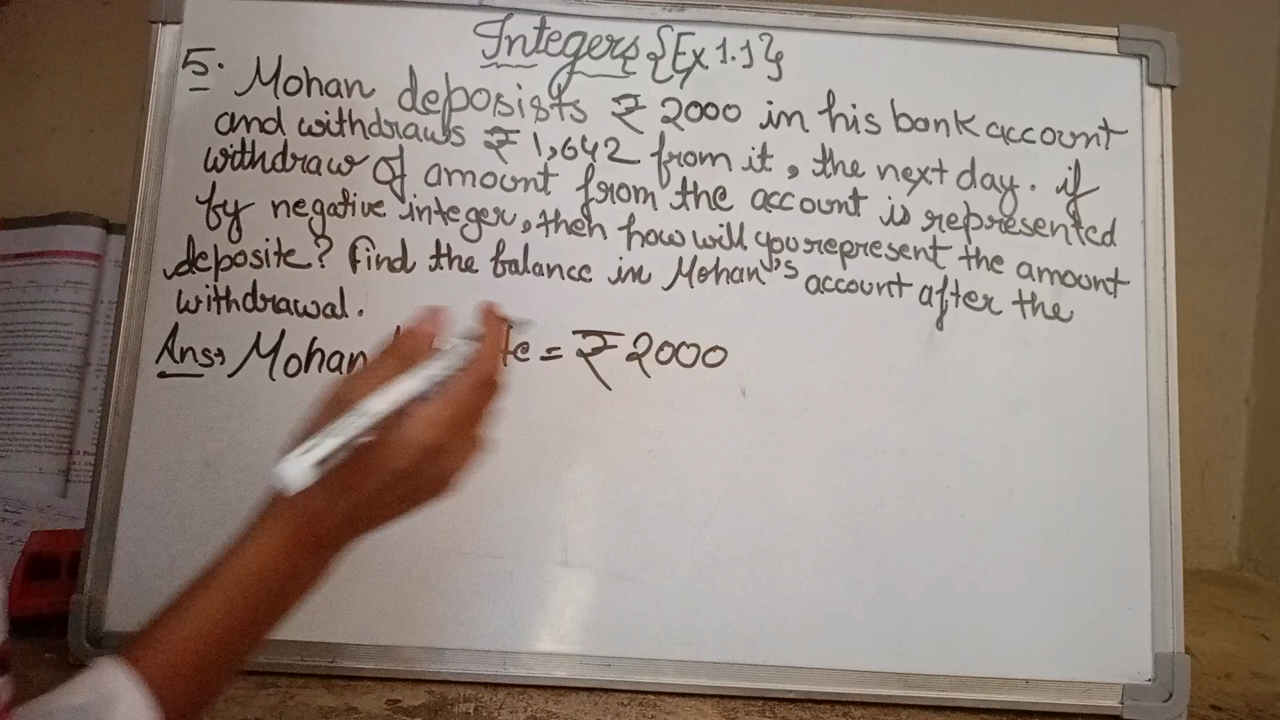 Integers {Ex 1.1}
5. Mohan deposists ₹ 2000 in his bank account
and withdraws ₹ 1,642 from it, the next day. if
withdraw of amount from the account is represented
by negative integer, then how will you represent the amount
deposite? Find the balance in Mohan's account after the
withdrawal.
Ans→ Mohan = ₹ 2000